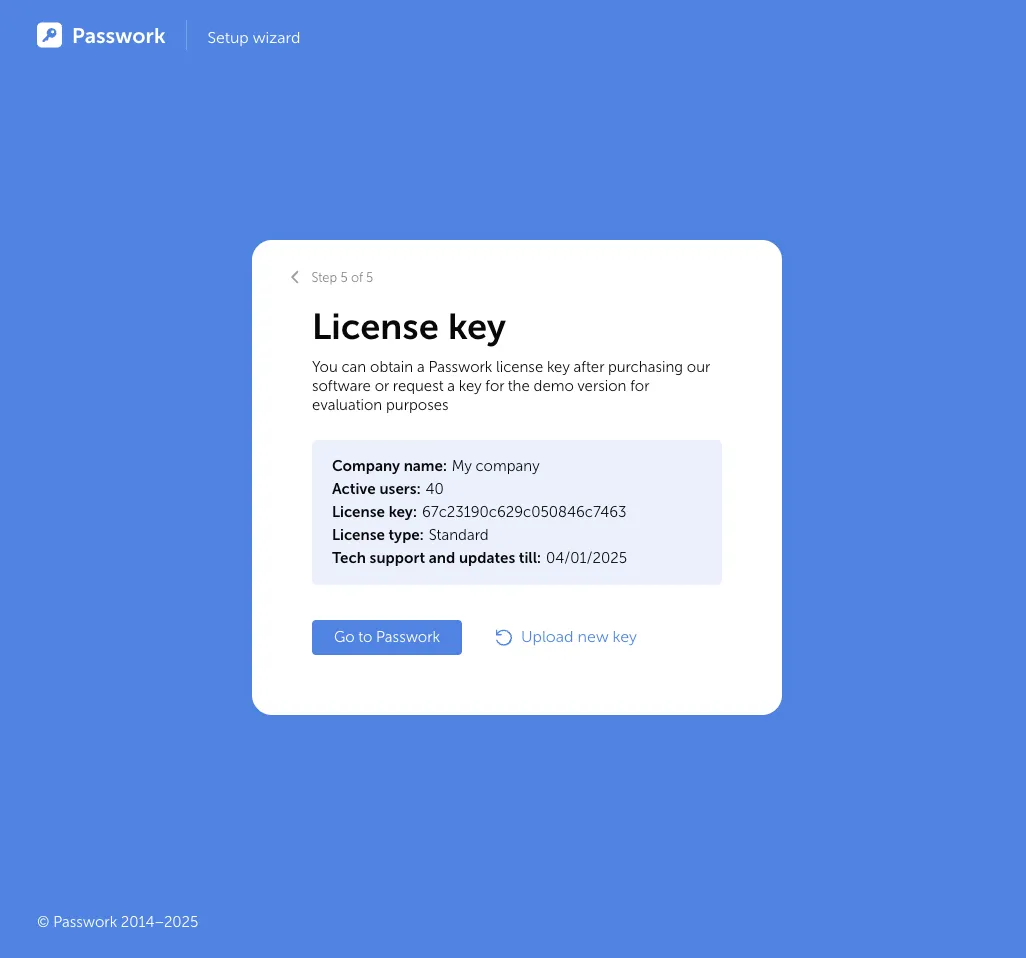 Passwork
Setup wizard
Step 5 of 5
License key
You can obtain a Passwork license key after purchasing our
software or request a key for the demo version for
evaluation purposes
Company name: My company
Active users: 40
License key: 67c23190c629c050846c7463
License type: Standard
Tech support and updates till: 04/01/2025
Go to Passwork
Upload new key
© Passwork 2014–2025